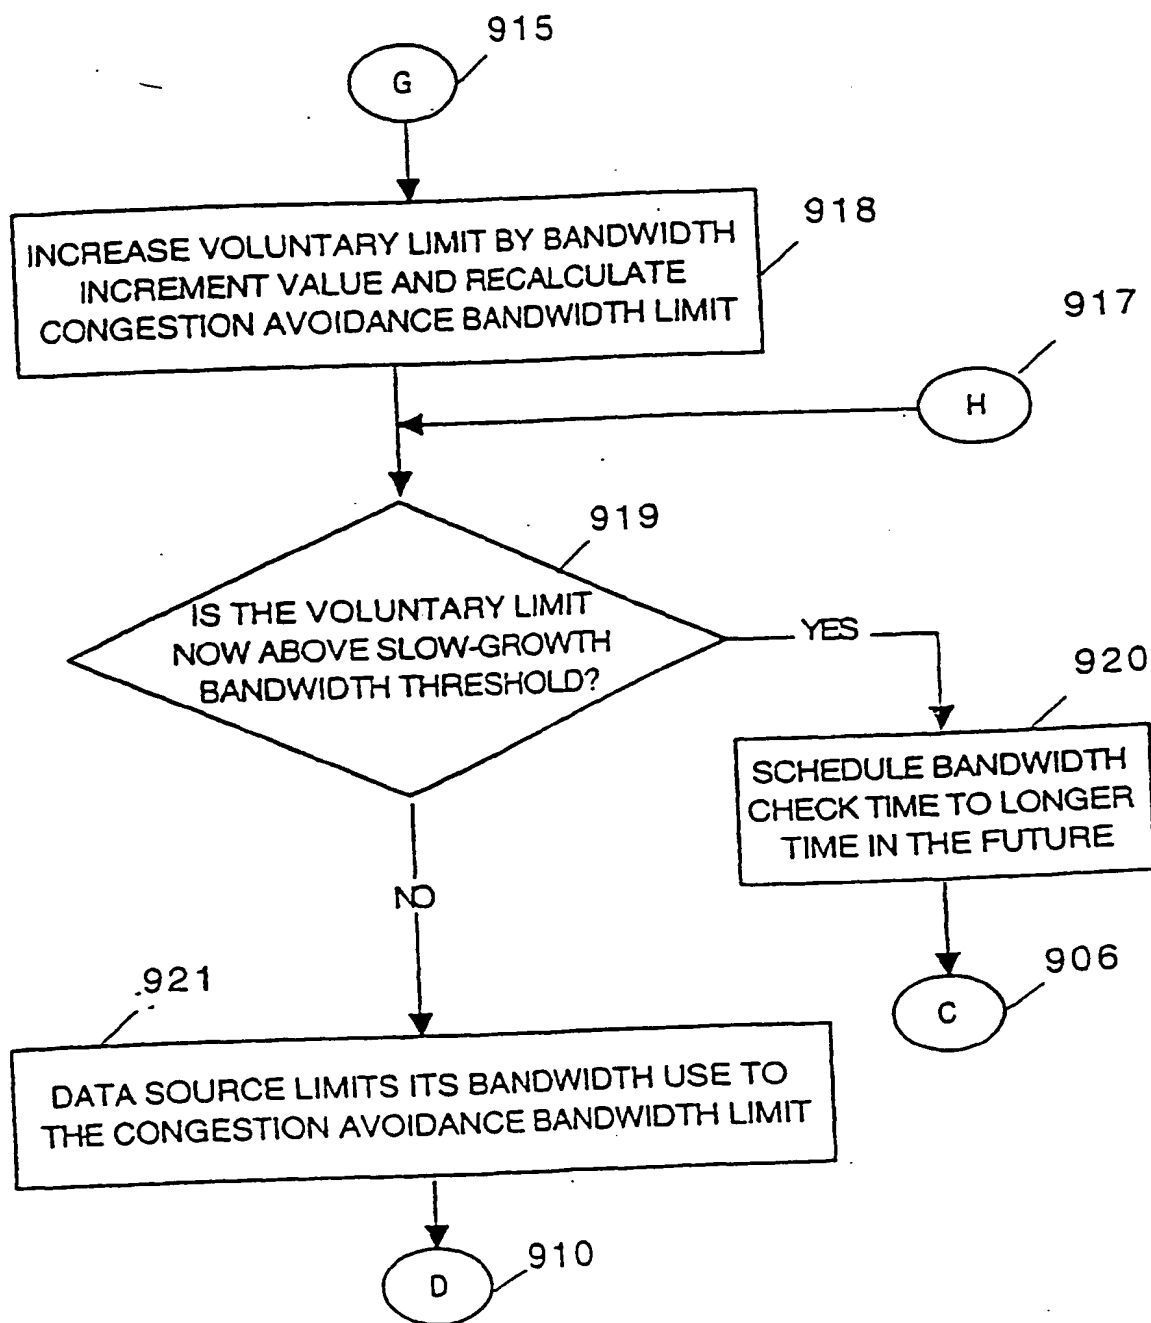 915
G
918
INCREASE VOLUNTARY LIMIT BY BANDWIDTH
INCREMENT VALUE AND RECALCULATE
CONGESTION AVOIDANCE BANDWIDTH LIMIT
917
H
919
IS THE VOLUNTARY LIMIT
NOW ABOVE SLOW-GROWTH
BANDWIDTH THRESHOLD?
YES
920
SCHEDULE BANDWIDTH
CHECK TIME TO LONGER
TIME IN THE FUTURE
NO
906
C
921
DATA SOURCE LIMITS ITS BANDWIDTH USE TO
THE CONGESTION AVOIDANCE BANDWIDTH LIMIT
910
D